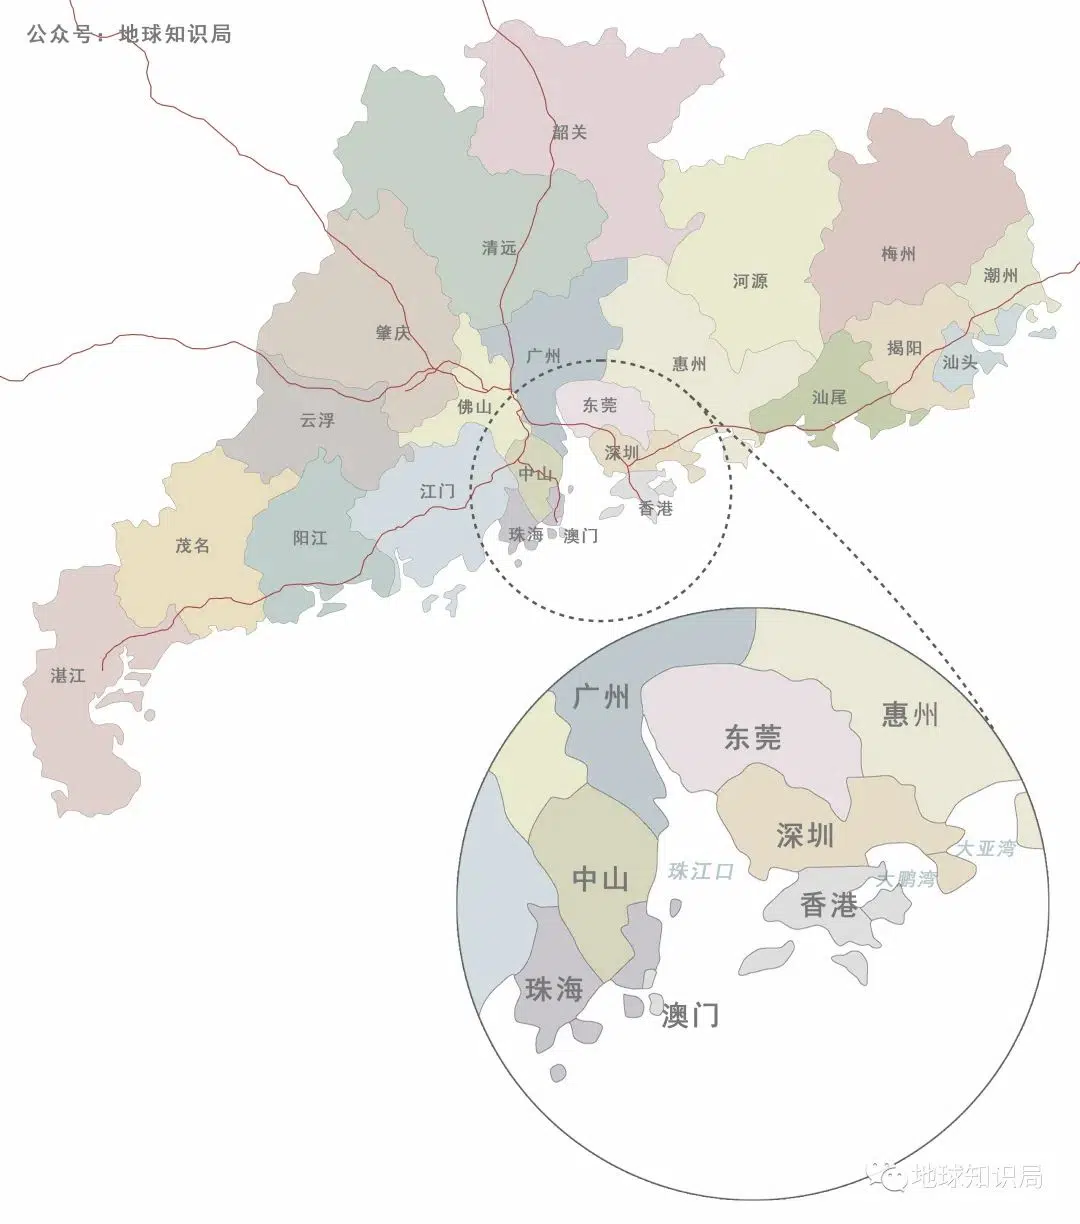 公众号：地球知识局
韶关
清远
梅州
潮州
河源
肇庆
广州
惠州
揭阳
汕头
汕尾
佛山
东莞
云浮
深圳
中山
江门
香港
珠海
澳门
阳江
茂名
湛江
广州
惠州
东莞
深圳
大亚湾
珠江口
中山
大鹏湾
香港
珠海
澳门
地球知识局